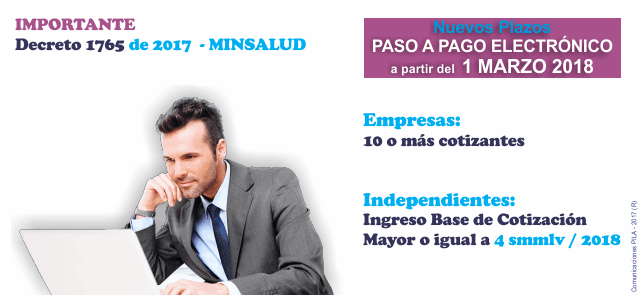 IMPORTANTE
Decreto 1765 de 2017 - MINSALUD
Nuevos Plazos
PASO A PAGO ELECTRÓNICO
a partir del 1 MARZO 2018
Empresas:
10 o más cotizantes
Independientes:
Ingreso Base de Cotización
Mayor o igual a 4 smmlv / 2018
Comunicaciones PILA - 2017 (R)